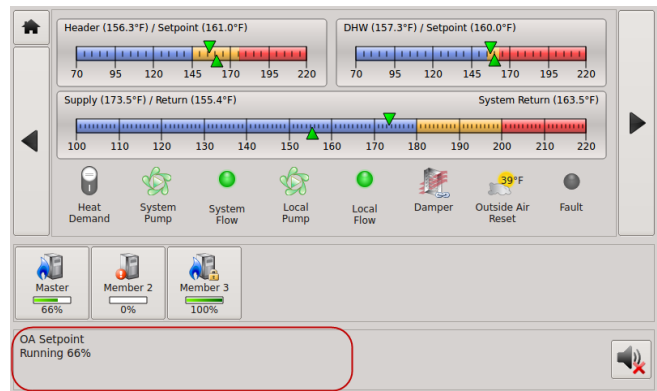 Header (156.3°F) / Setpoint (161.0°F)
70 95 120 145 170 195 220
DHW (157.3°F) / Setpoint (160.0°F)
70 95 120 145 170 195 220
Supply (173.5°F) / Return (155.4°F) System Return (163.5°F)
100 110 120 130 140 150 160 170 180 190 200 210 220
39°F
Heat
Demand
System
Pump
System
Flow
Local
Pump
Local
Flow
Damper
Outside Air
Reset
Fault
Master
66%
Member 2
0%
Member 3
100%
OA Setpoint
Running 66%